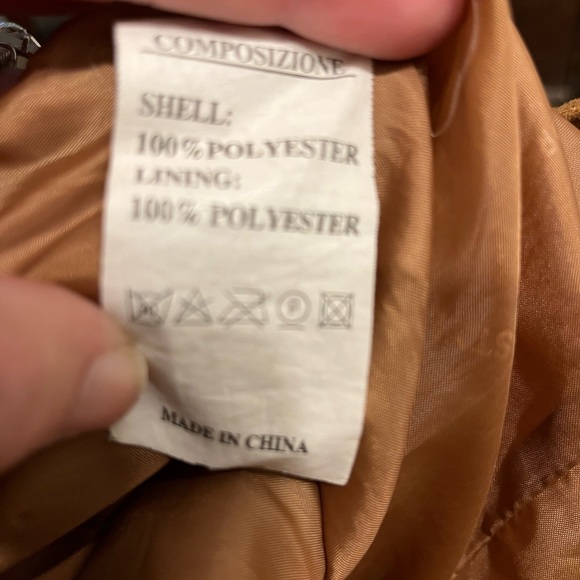 COMPOSIZIONE
SHELL:
100% POLYESTER
LINING:
100% POLYESTER
MADE IN CHINA